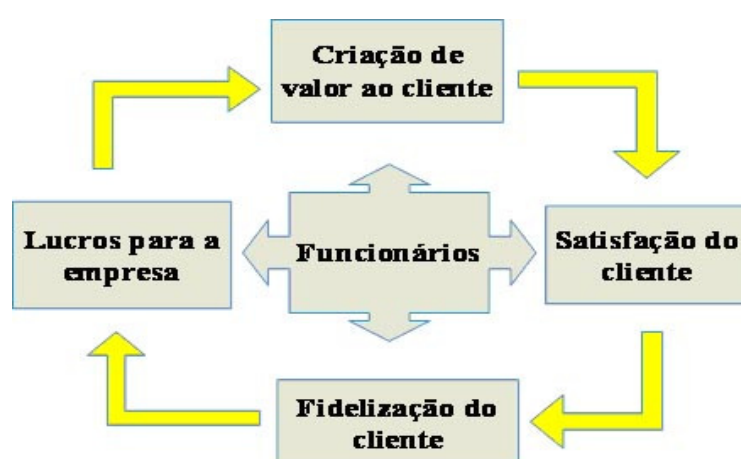 Criação de
valor ao cliente
Lucros para a
empresa
Funcionários
Satisfação do
cliente
Fidelização do
cliente